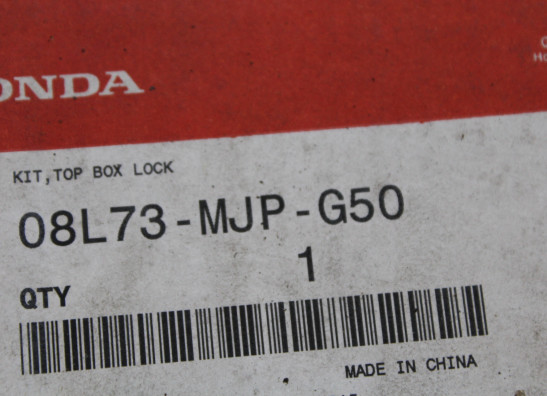 ONDA
KIT,TOP BOX LOCK
08L73-MJP-G50
QTY 1
MADE IN CHINA